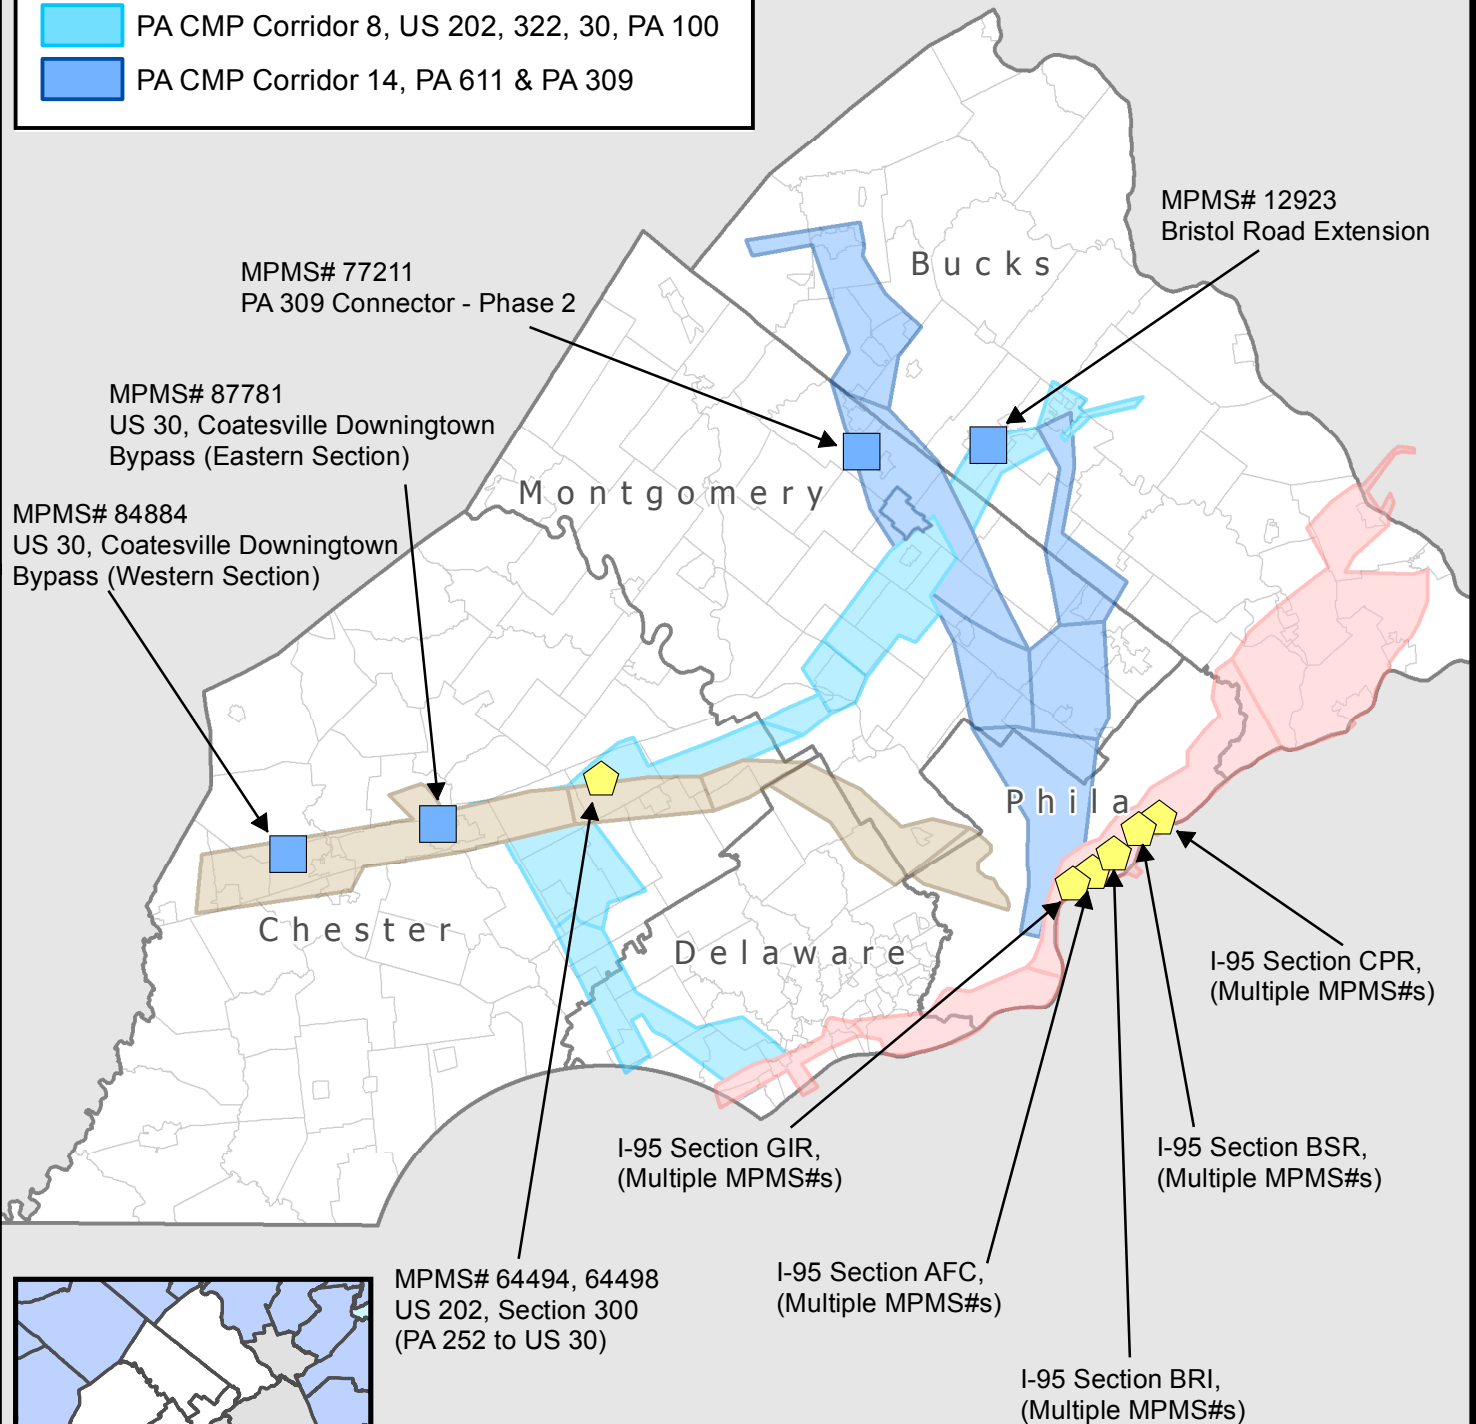 PA CMP Corridor 8, US 202, 322, 30, PA 100
PA CMP Corridor 14, PA 611 & PA 309
MPMS# 12923
Bristol Road Extension
Bucks
MPMS# 77211
PA 309 Connector - Phase 2
MPMS# 87781
US 30, Coatesville Downingtown
Bypass (Eastern Section)
Montgomery
MPMS# 84884
US 30, Coatesville Downingtown
Bypass (Western Section)
Phila
Chester
Delaware
I-95 Section CPR,
(Multiple MPMS#s)
I-95 Section GIR,
(Multiple MPMS#s)
I-95 Section BSR,
(Multiple MPMS#s)
MPMS# 64494, 64498
US 202, Section 300
(PA 252 to US 30)
I-95 Section AFC,
(Multiple MPMS#s)
I-95 Section BRI,
(Multiple MPMS#s)